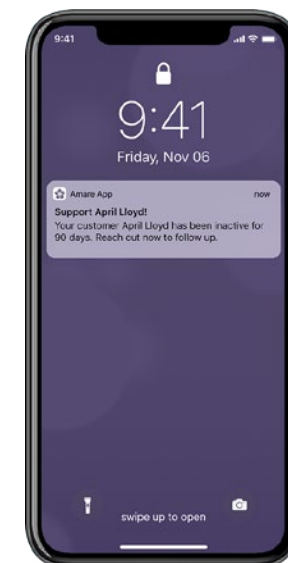 9:41
9:41
Friday, Nov 06
Amare App now
Support April Lloyd!
Your customer April Lloyd has been inactive for
90 days. Reach out now to follow up.
swipe up to open